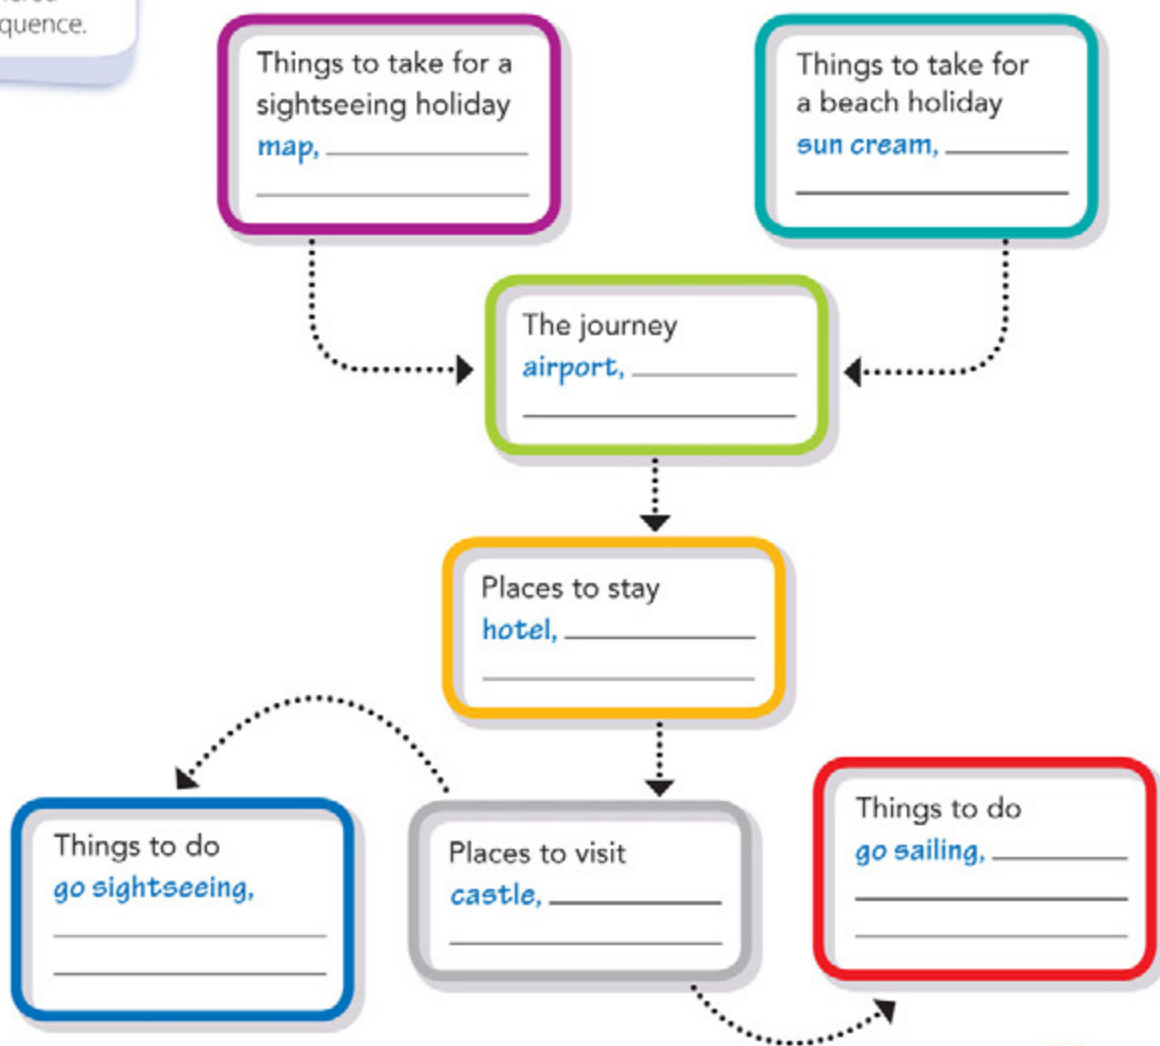 quence.
Things to take for a
sightseeing holiday
map,
Things to take for
a beach holiday
sun cream,
The journey
airport,
Places to stay
hotel,
Things to do
go sightseeing,
Places to visit
castle,
Things to do
go sailing,